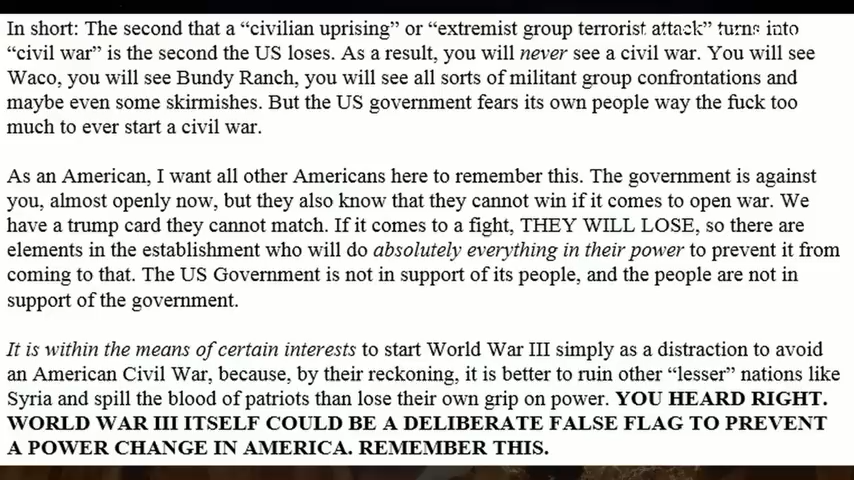 In short: The second that a “civilian uprising” or “extremist group terrorist attack” turns into
“civil war” is the second the US loses. As a result, you will never see a civil war. You will see
Waco, you will see Bundy Ranch, you will see all sorts of militant group confrontations and
maybe even some skirmishes. But the US government fears its own people way the fuck too
much to ever start a civil war.
As an American, I want all other Americans here to remember this. The government is against
you, almost openly now, but they also know that they cannot win if it comes to open war. We
have a trump card they cannot match. If it comes to a fight, THEY WILL LOSE, so there are
elements in the establishment who will do absolutely everything in their power to prevent it from
coming to that. The US Government is not in support of its people, and the people are not in
support of the government.
It is within the means of certain interests to start World War III simply as a distraction to avoid
an American Civil War, because, by their reckoning, it is better to ruin other “lesser” nations like
Syria and spill the blood of patriots than lose their own grip on power. YOU HEARD RIGHT.
WORLD WAR III ITSELF COULD BE A DELIBERATE FALSE FLAG TO PREVENT
A POWER CHANGE IN AMERICA. REMEMBER THIS.